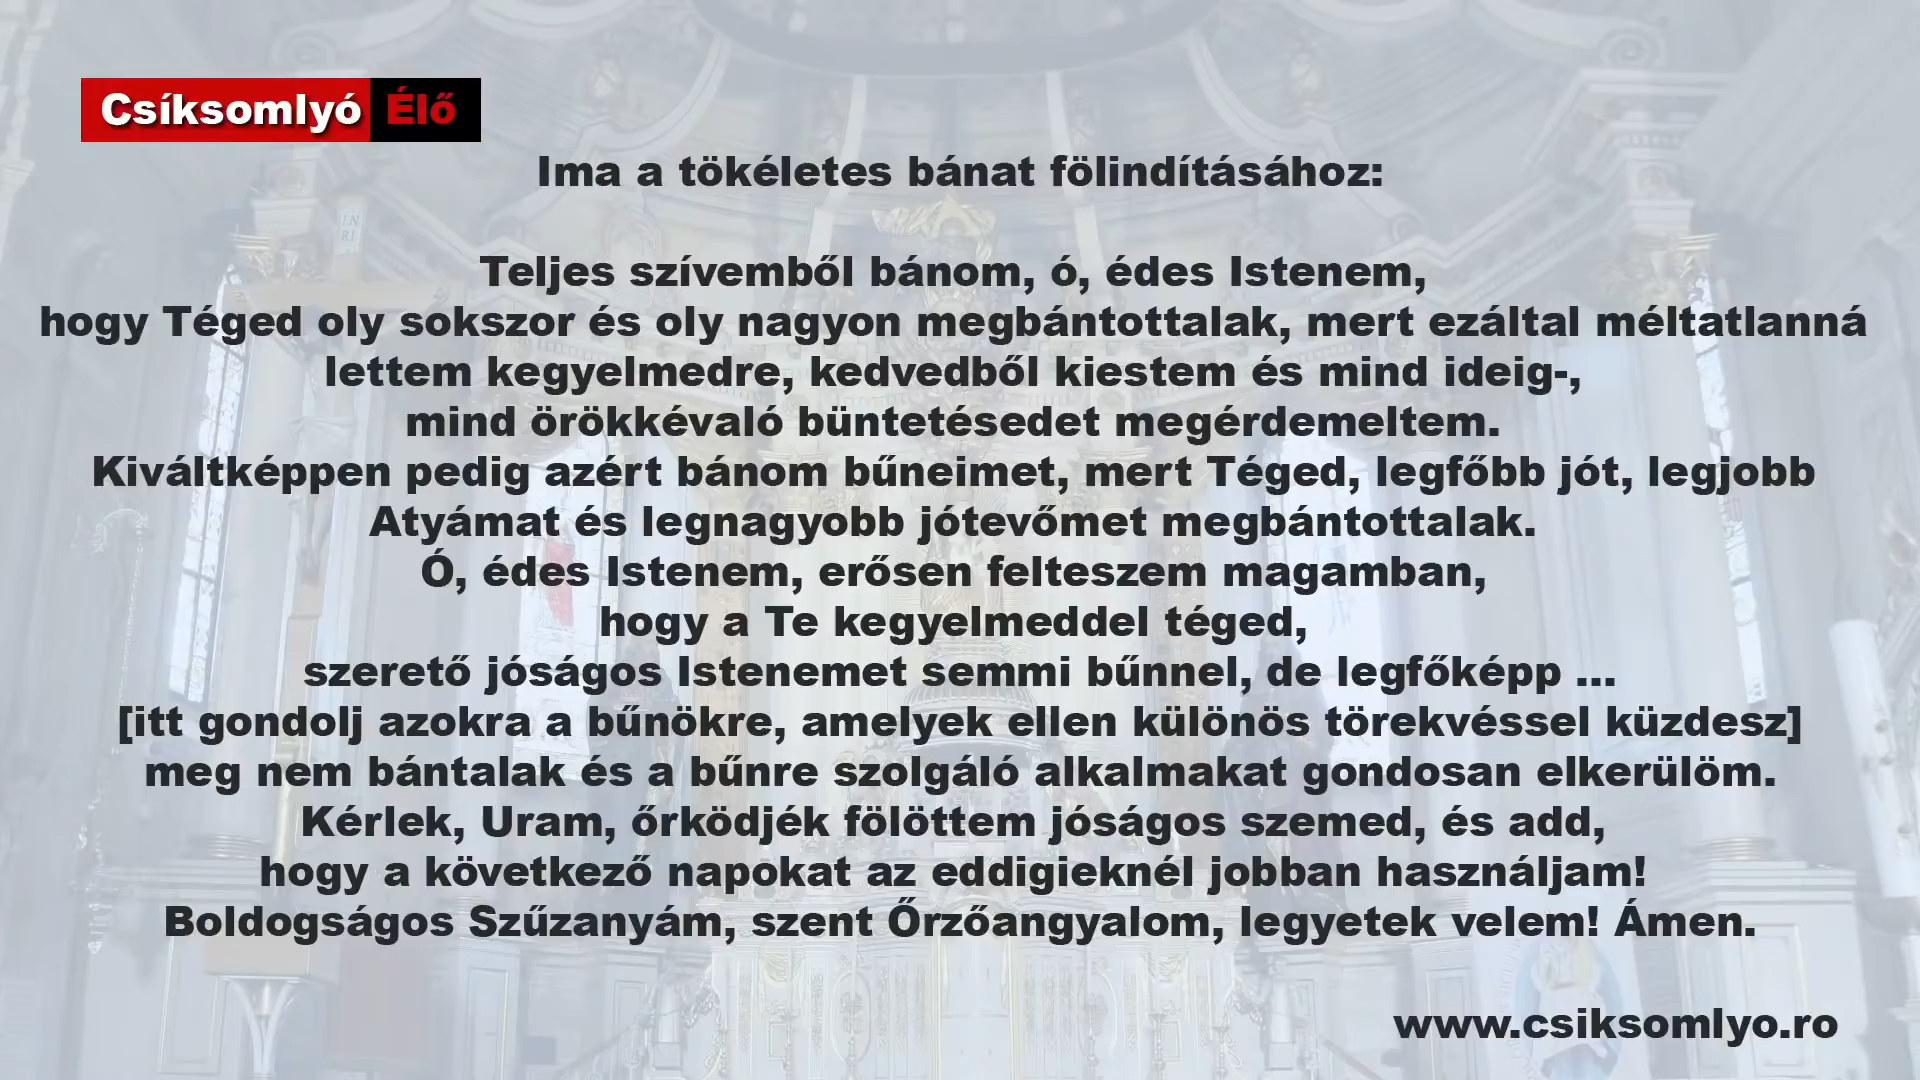 Csíksomlyó Élő
Ima a tökéletes bánat fölindításához:
Teljes szívemből bánom, ó, édes Istenem,
hogy Téged oly sokszor és oly nagyon megbántottalak, mert ezáltal méltatlanná
lettem kegyelmedre, kedvedből kiestem és mind ideig-,
mind örökkévaló büntetésedet megérdemeltem.
Kiváltképpen pedig azért bánom bűneimet, mert Téged, legfőbb jót, legjobb
Atyámat és legnagyobb jótevőmet megbántottalak.
Ó, édes Istenem, erősen felteszem magamban,
hogy a Te kegyelmeddel téged,
szerető jóságos Istenemet semmi bűnnel, de legfőképp ...
[itt gondolj azokra a bűnökre, amelyek ellen különös törekvéssel küzdesz]
meg nem bántalak és a bűnre szolgáló alkalmakat gondosan elkerülöm.
Kérlek, Uram, őrködjék fölöttem jóságos szemed, és add,
hogy a következő napokat az eddigieknél jobban használjam!
Boldogságos Szűzanyám, szent Őrzőangyalom, legyetek velem! Ámen.
www.csiksomlyo.ro
I.N.
RI